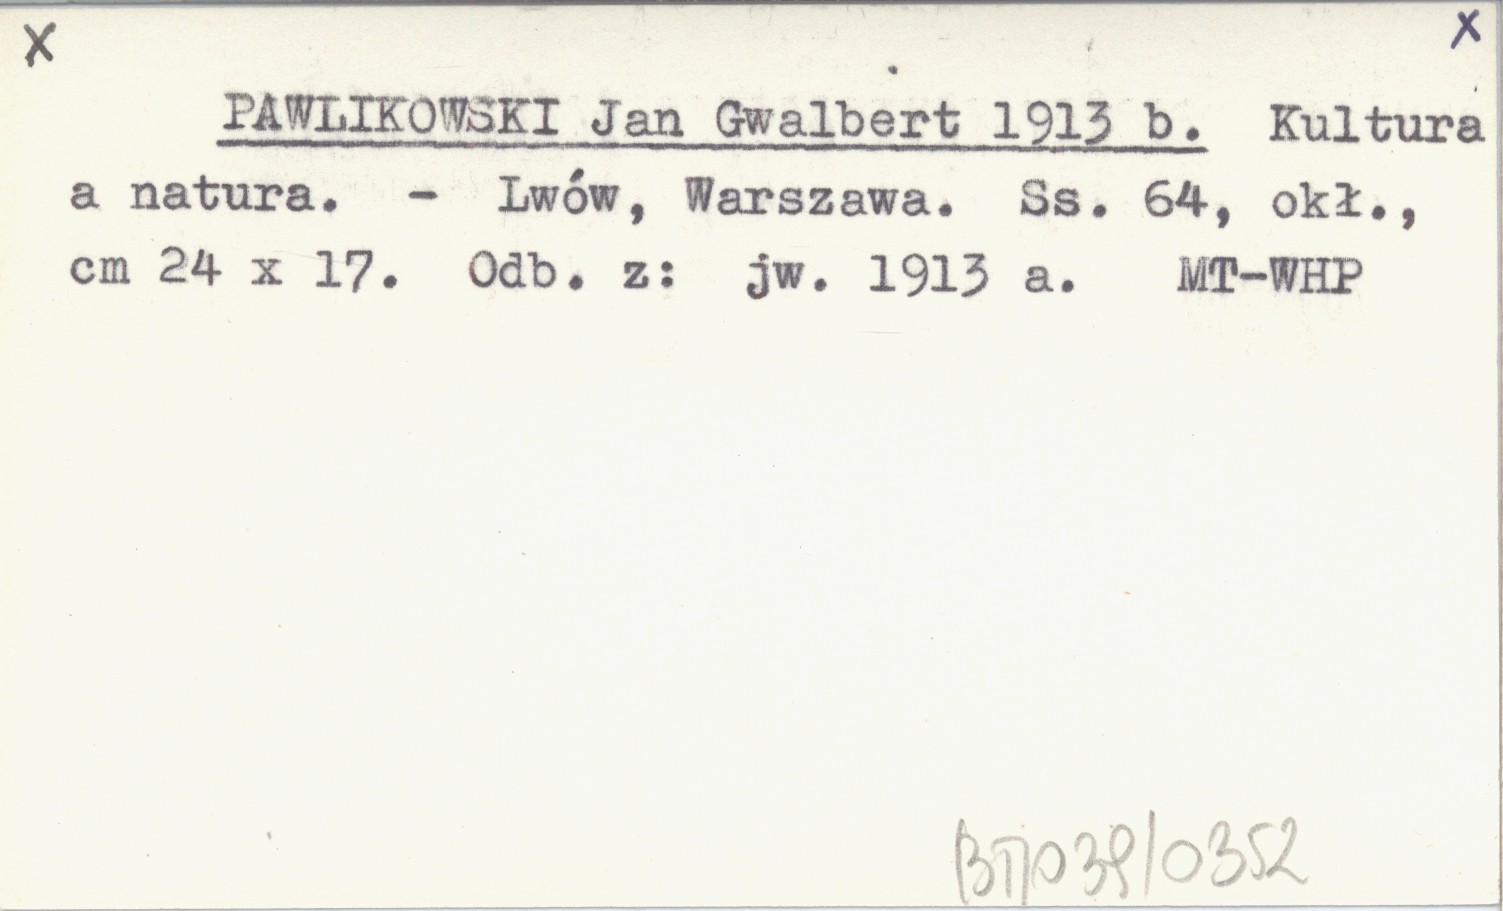 X X
PAWLIKOWSKI Jan Gwalbert 1913 b. Kultura
a natura. - Lwów, Warszawa. Ss. 64, okł.,
cm 24 x 17. Odb. z: jw. 1913 a. MT-WHP
0352